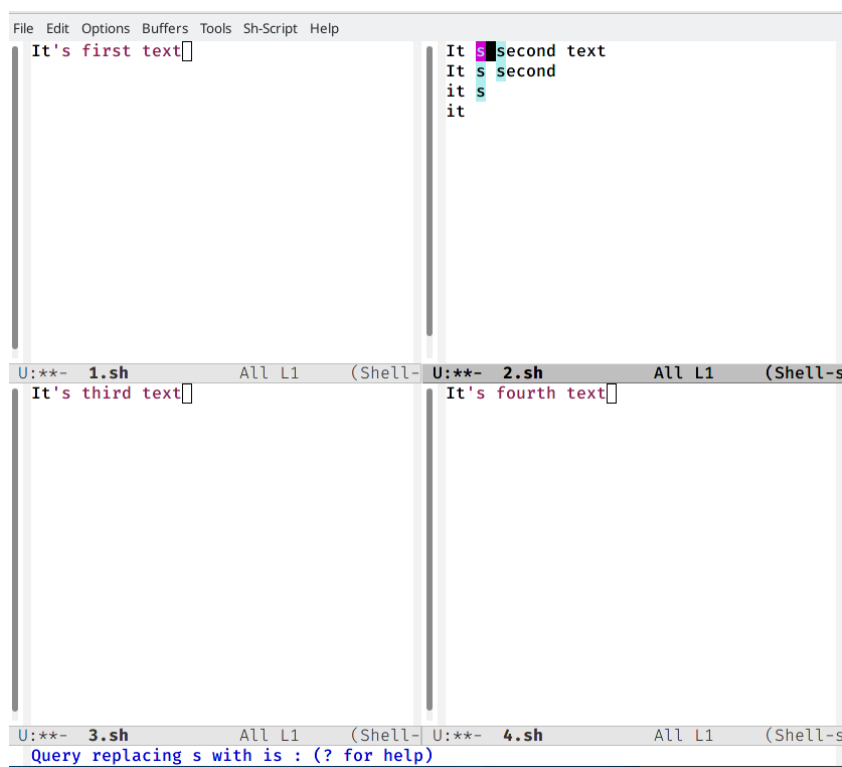 File Edit Options Buffers Tools Sh-Script Help
It's first text
U:**- 1.sh All L1 (Shell-
It s second text
It s second
it s
it
U:**- 2.sh All L1 (Shell-s
It's third text
U:**- 3.sh All L1 (Shell-
It's fourth text
U:**- 4.sh All L1 (Shell-s
Query replacing s with is : (? for help)